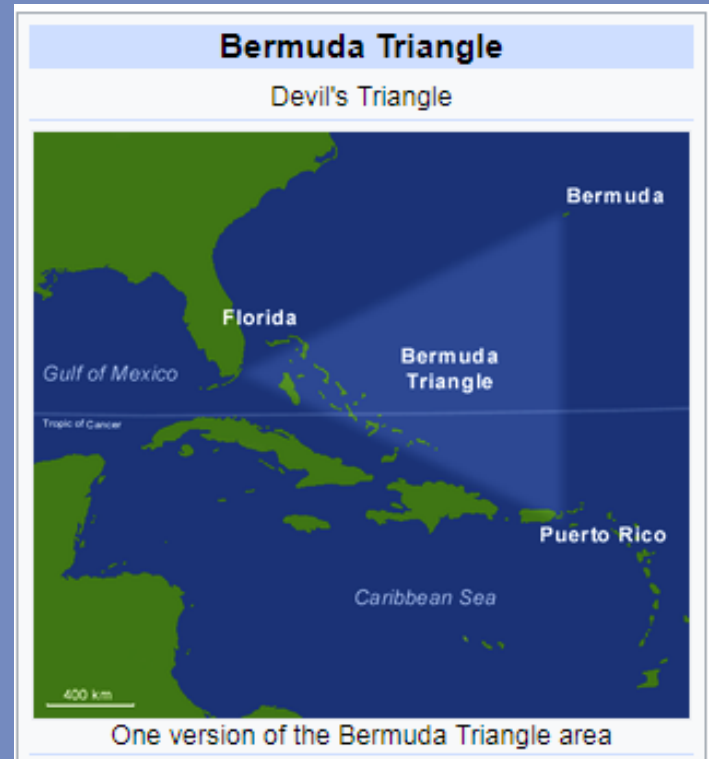 Bermuda Triangle
Devil's Triangle
Bermuda
Florida
Bermuda
Triangle
Gulf of Mexico
Tropic of Cancer
Puerto Rico
Caribbean Sea
400 km
One version of the Bermuda Triangle area